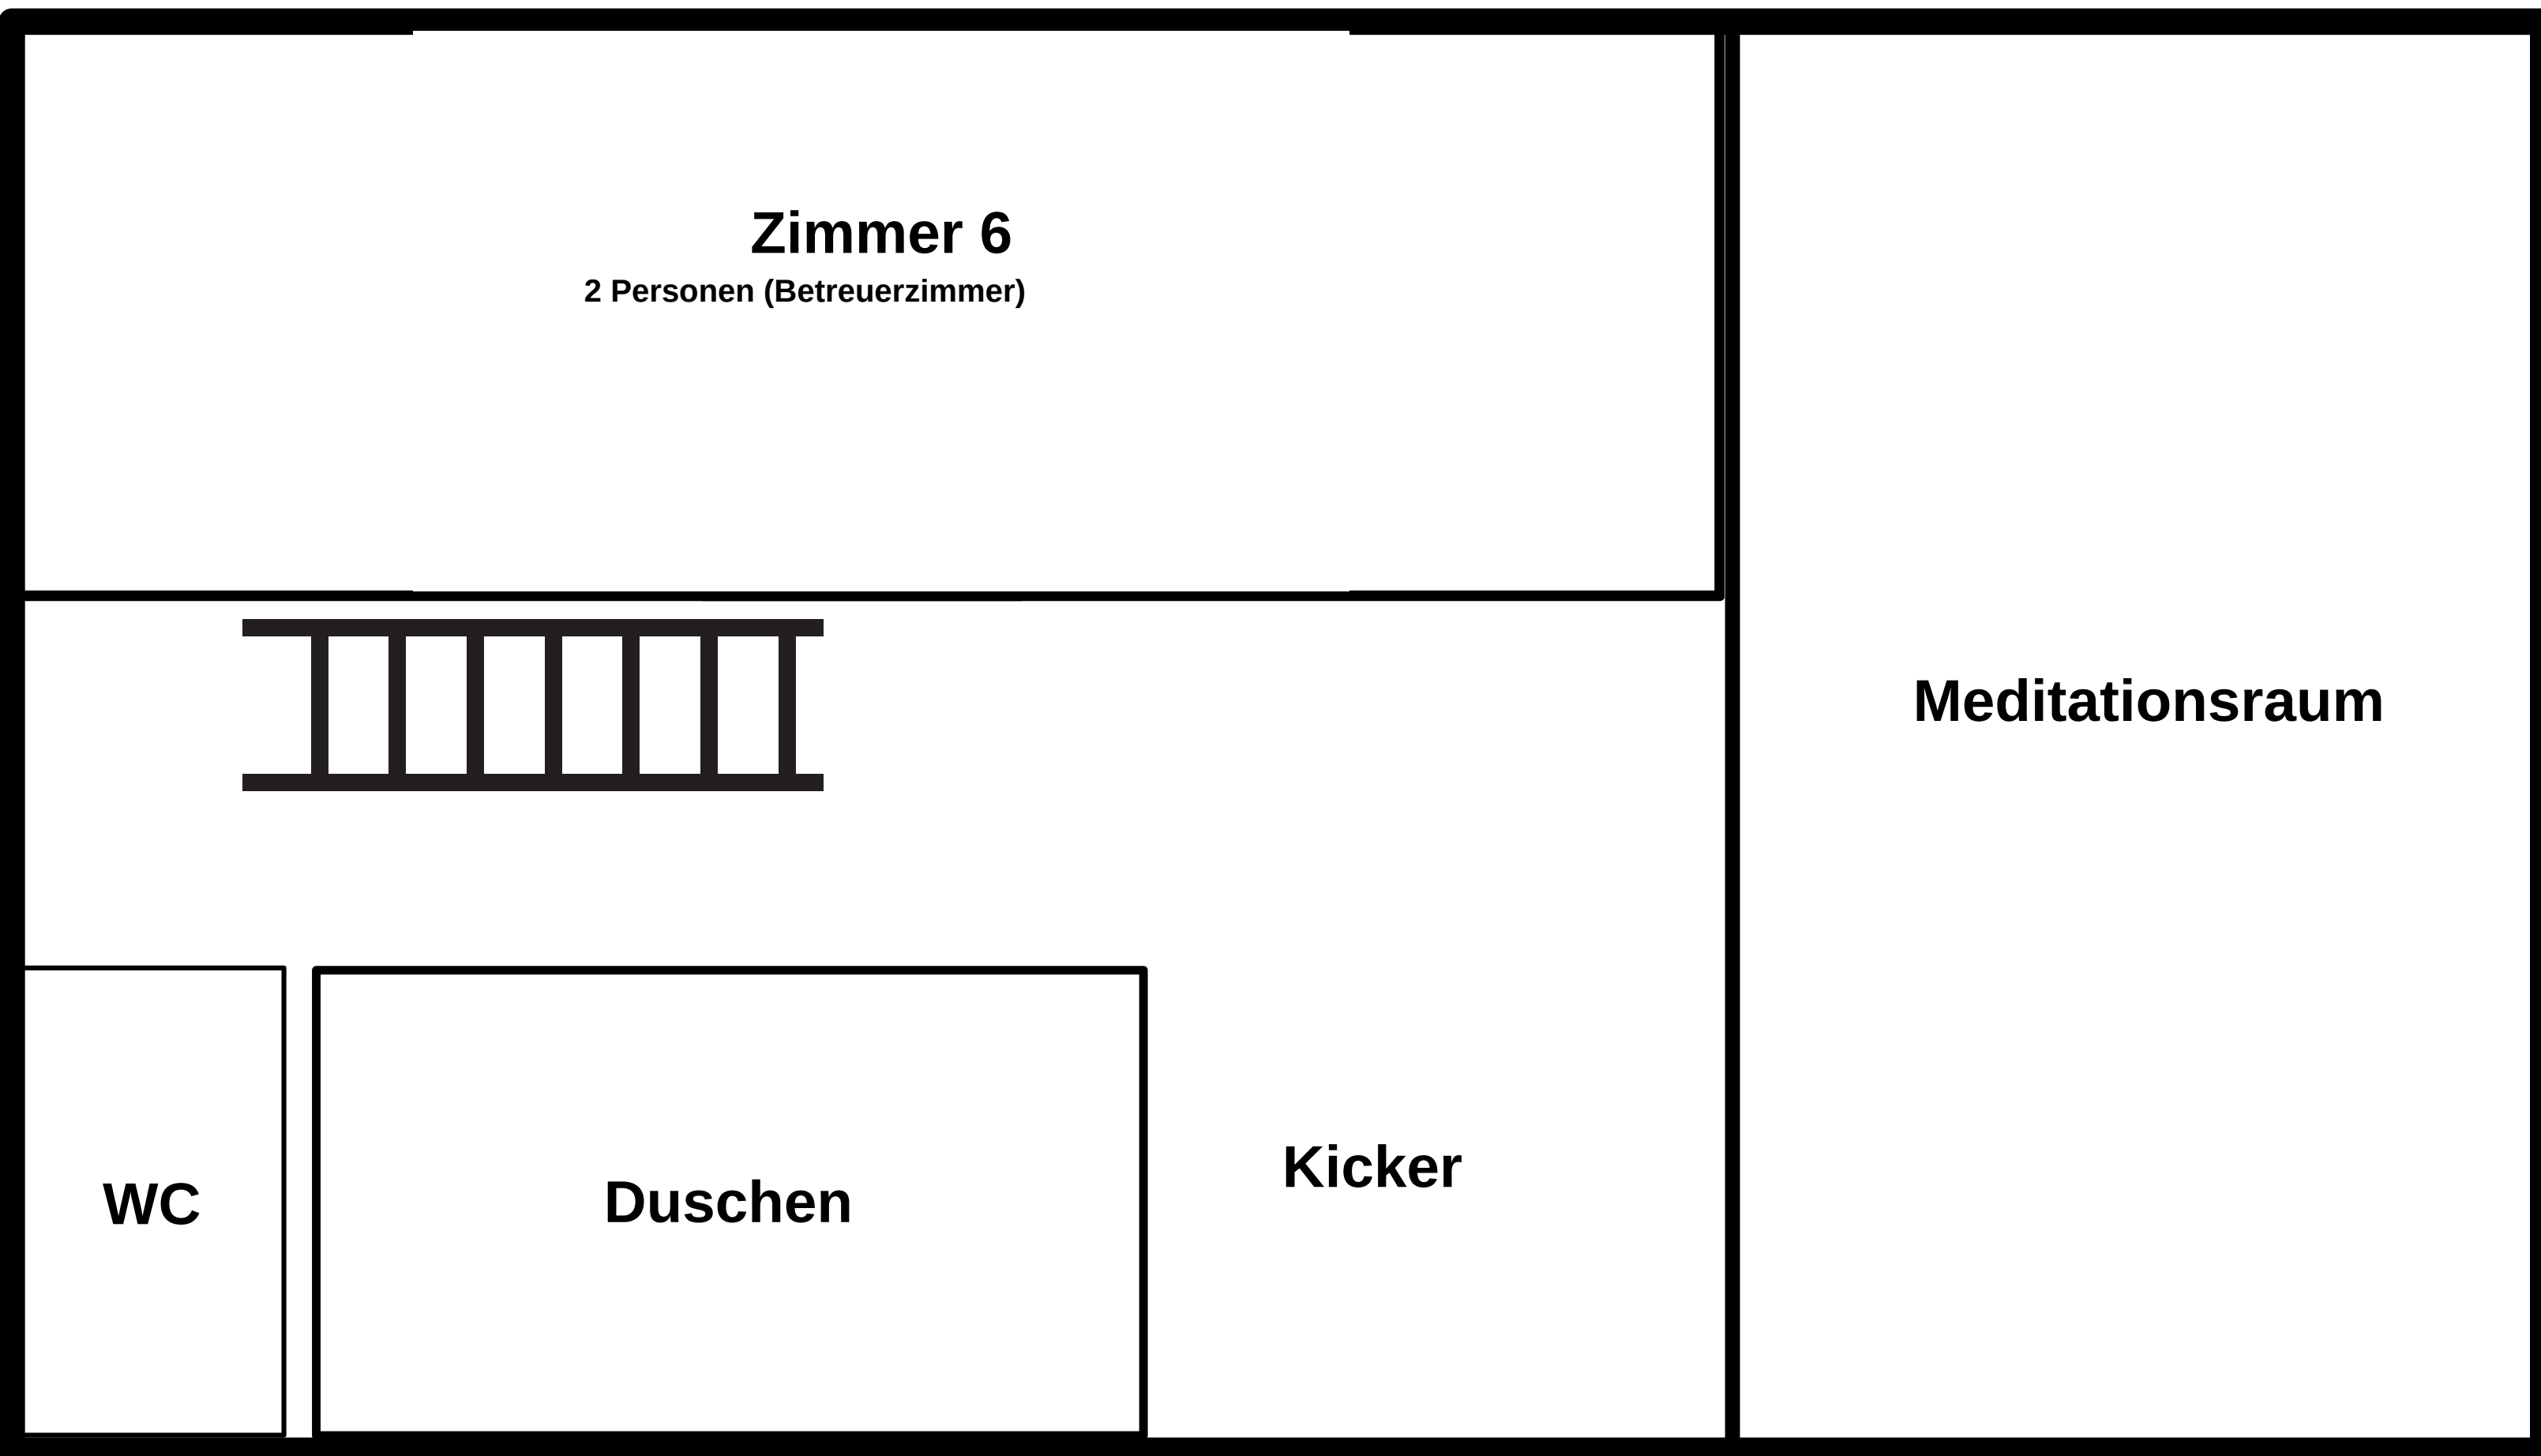 Zimmer 6
2 Personen (Betreuerzimmer)
Meditationsraum
Kicker
WC
Duschen